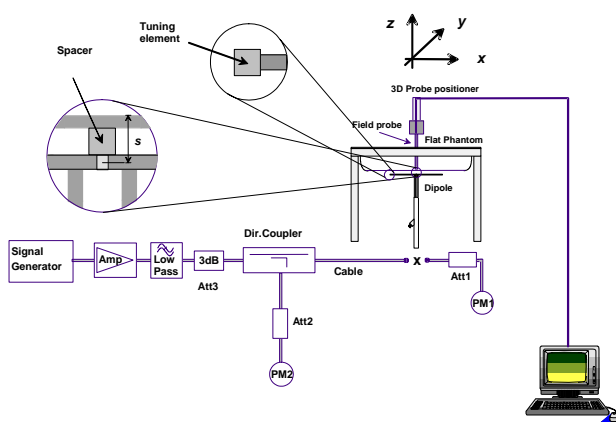 Tuning
element
Spacer
s
z
y
x
3D Probe positioner
Field probe
Flat Phantom
Dipole
Signal
Generator
Amp
Low
Pass
3dB
Att3
Dir.Coupler
Cable
x
Att1
PM1
Att2
PM2